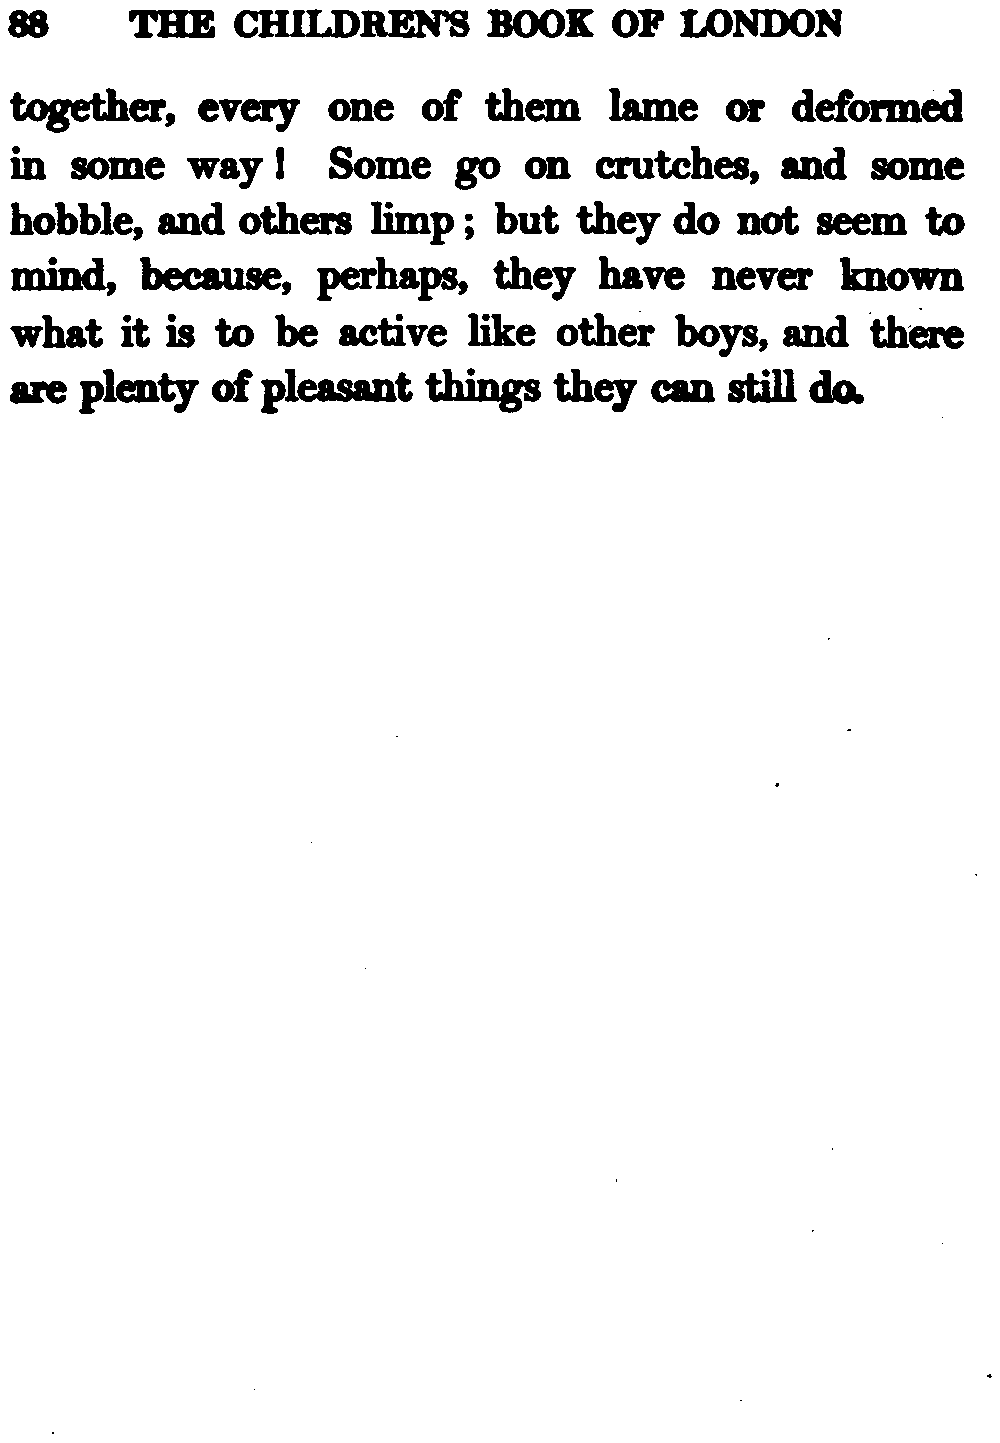 88 THE CHILDREN'S BOOK OF LONDON
together, every one of them lame or deformed
in some way! Some go on crutches, and some
hobble, and others limp; but they do not seem to
mind, because, perhaps, they have never known
what it is to be active like other boys, and there
are plenty of pleasant things they can still do.